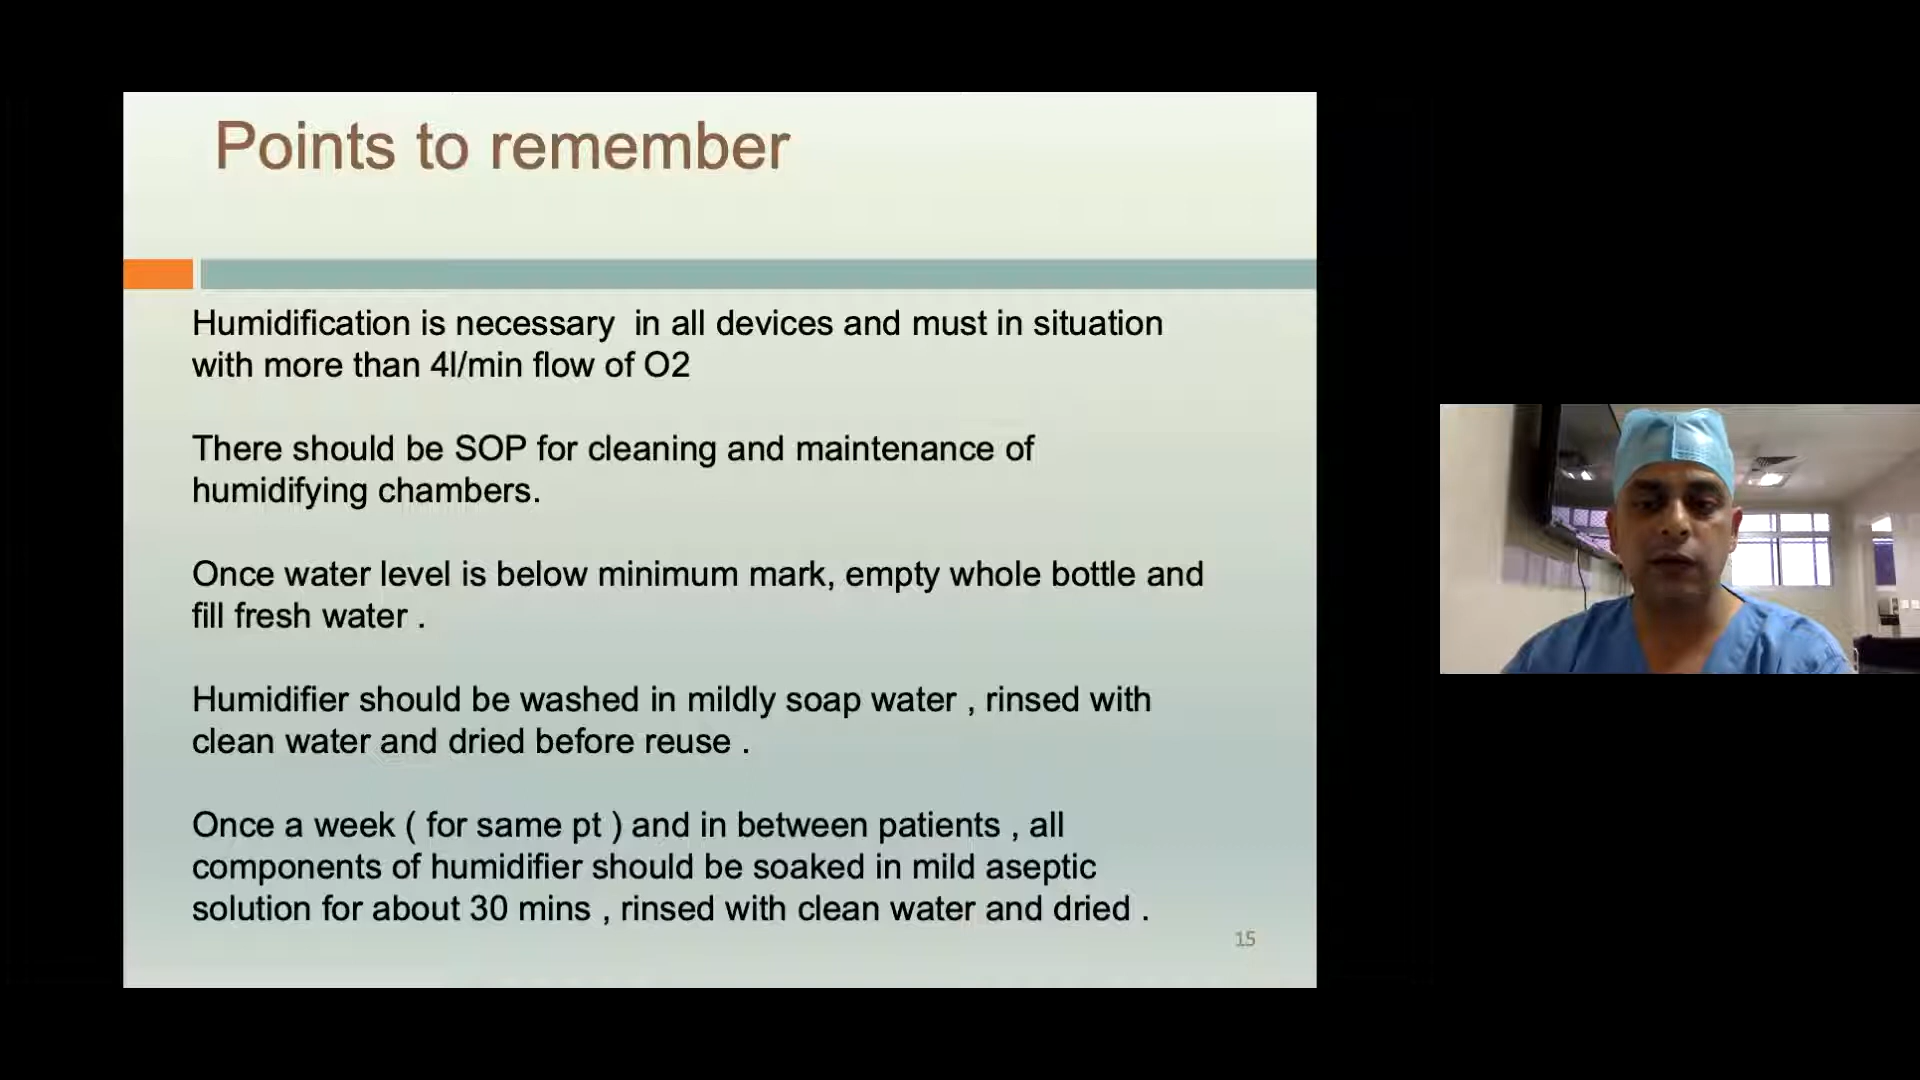 Points to remember
Humidification is necessary  in all devices and must in situation
with more than 4l/min flow of O2
There should be SOP for cleaning and maintenance of
humidifying chambers.
Once water level is below minimum mark, empty whole bottle and
fill fresh water .
Humidifier should be washed in mildly soap water , rinsed with
clean water and dried before reuse .
Once a week ( for same pt ) and in between patients , all
components of humidifier should be soaked in mild aseptic
solution for about 30 mins , rinsed with clean water and dried .
15